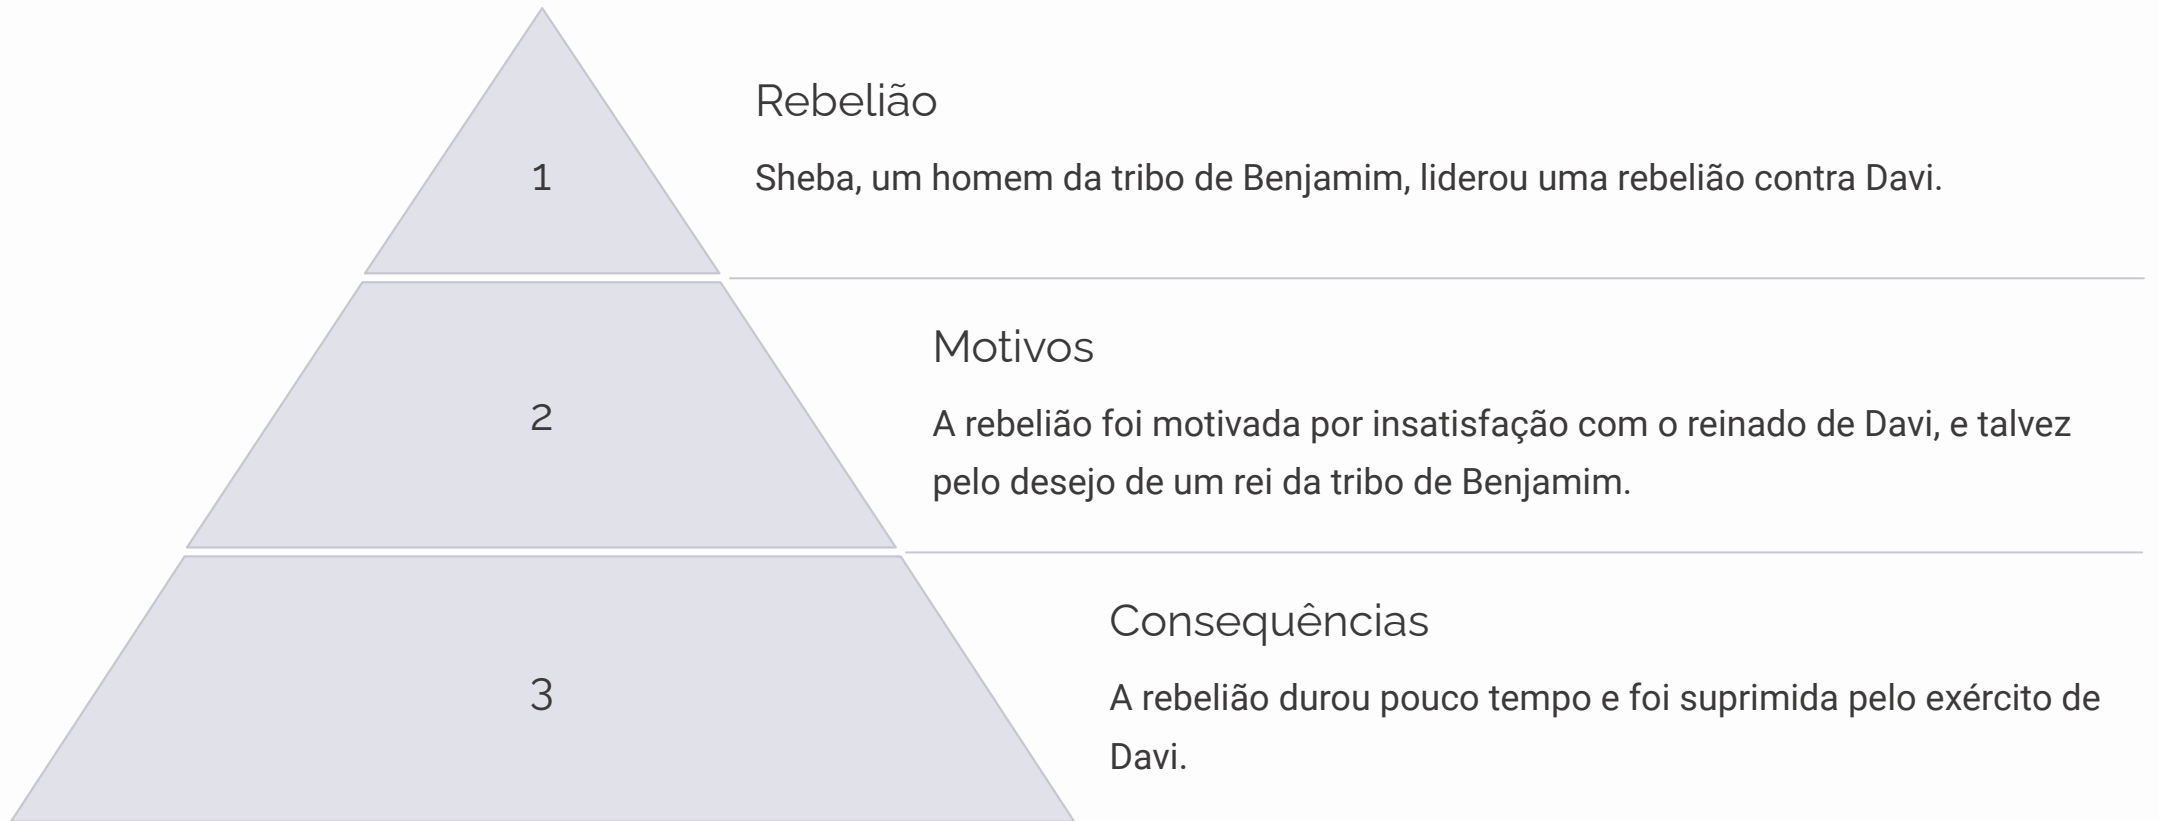 1
Rebelião
Sheba, um homem da tribo de Benjamim, liderou uma rebelião contra Davi.
2
Motivos
A rebelião foi motivada por insatisfação com o reinado de Davi, e talvez
pelo desejo de um rei da tribo de Benjamim.
3
Consequências
A rebelião durou pouco tempo e foi suprimida pelo exército de
Davi.